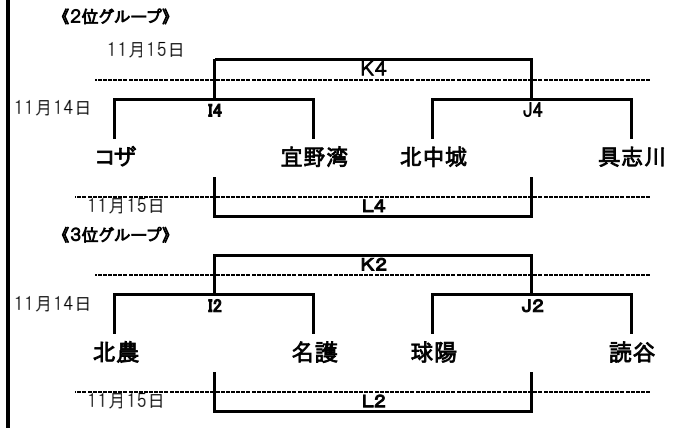 《2位グループ》
11月15日
K4
11月14日
I4
J4
コザ 宜野湾 北中城 具志川
11月15日
L4
《3位グループ》
K2
11月14日
I2
J2
北農 名護 球陽 読谷
11月15日
L2